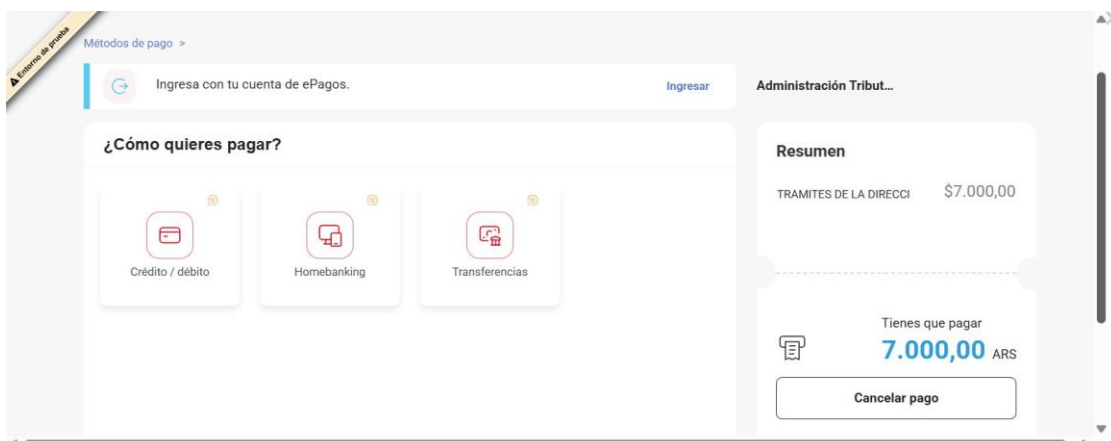 Entorno de prueba
Métodos de pago >
Ingresa con tu cuenta de ePagos.
Ingresar
Administración Tribut...
¿Cómo quieres pagar?
Crédito / débito
Homebanking
Transferencias
Resumen
TRAMITES DE LA DIRECCI $7.000,00
Tienes que pagar
7.000,00 ARS
Cancelar pago